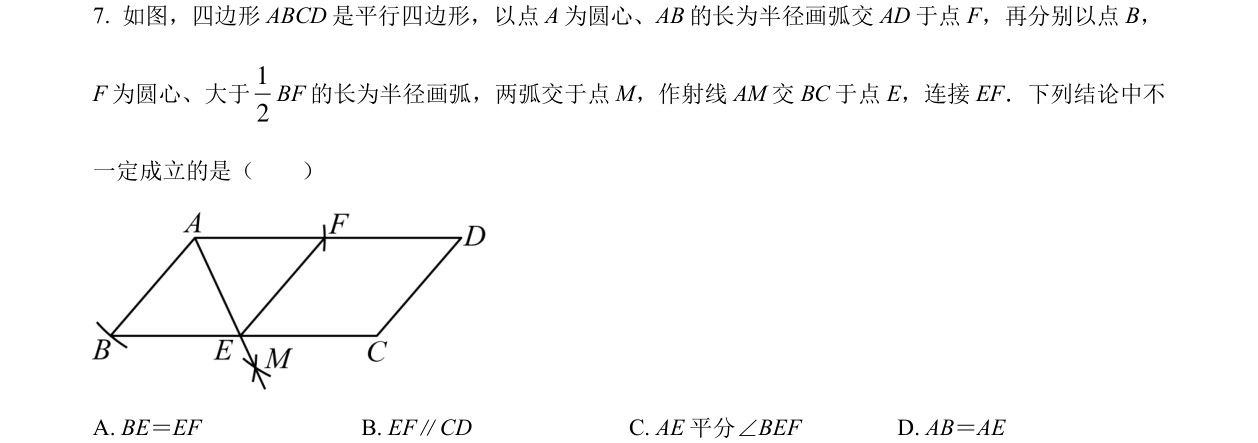 7. 如图，四边形 ABCD 是平行四边形，以点 A 为圆心、AB 的长为半径画弧交 AD 于点 F，再分别以点 B，
F 为圆心、大于 1/2 BF 的长为半径画弧，两弧交于点 M，作射线 AM 交 BC 于点 E，连接 EF．下列结论中不
一定成立的是（　　）
A F D
B E M C
A. BE＝EF B. EF∥CD C. AE 平分∠BEF D. AB＝AE